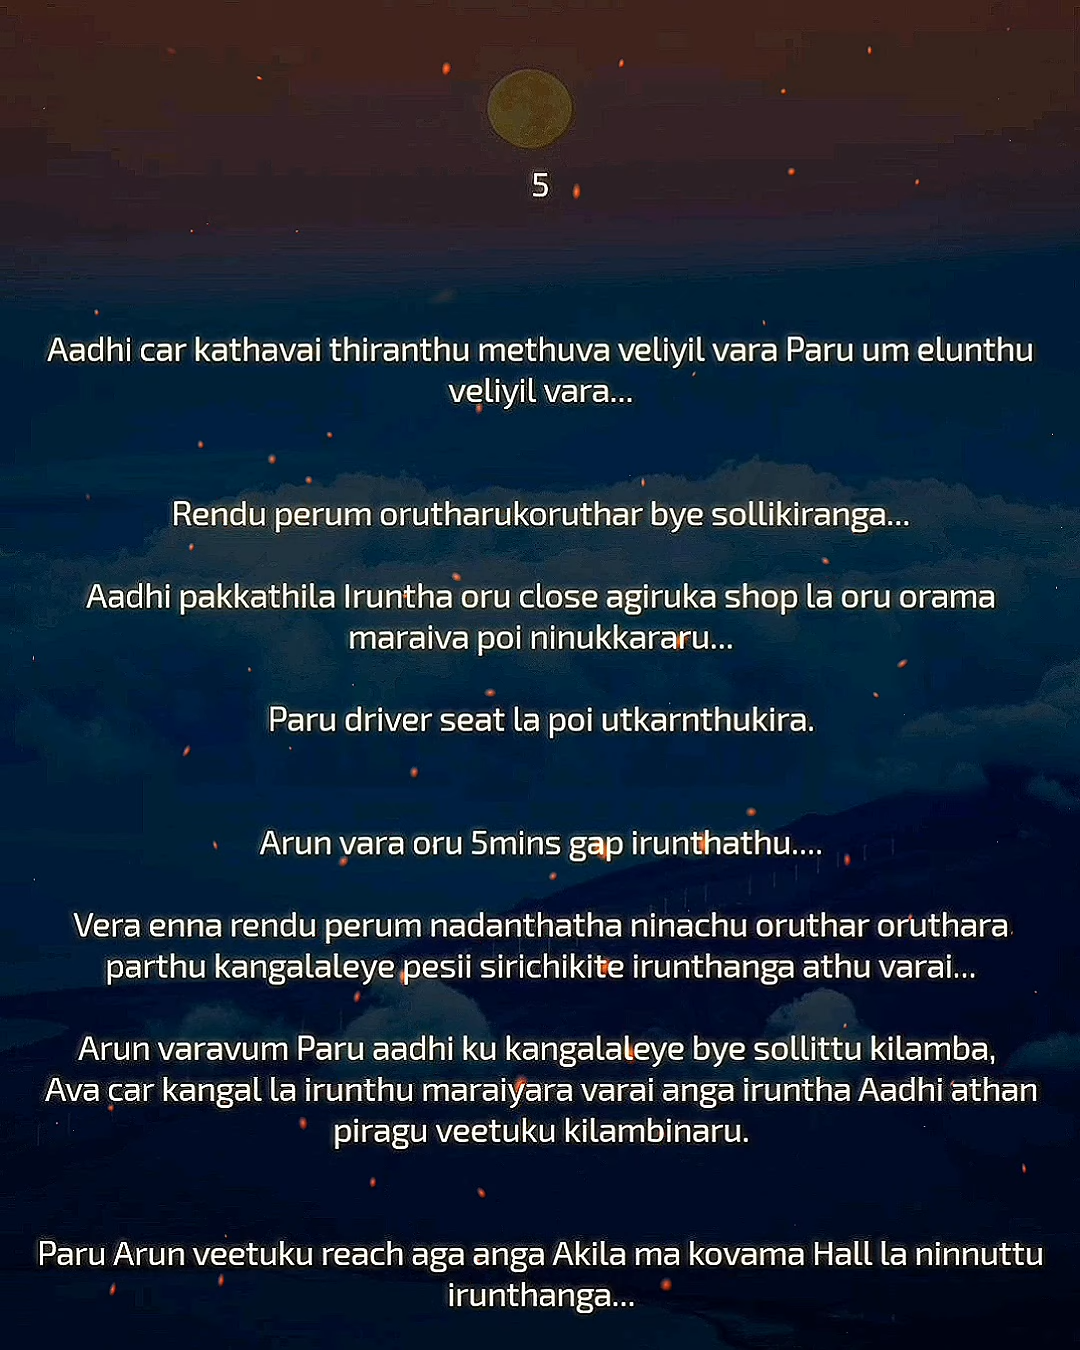 5
Aadhi car kathavai thiranthu methuva veliyil vara Paru um elunthu
veliyil vara...
Rendu perum orutharukoruthar bye sollikiranga...
Aadhi pakkathila Iruntha oru close agiruka shop la oru orama
maraiva poi ninukkararu...
Paru driver seat la poi utkarnthukira.
Arun vara oru 5mins gap irunthathu....
Vera enna rendu perum nadanthatha ninachu oruthar oruthara
parthu kangalaleye pesii sirichikite irunthanga athu varai...
Arun varavum Paru aadhi ku kangalaleye bye sollittu kilamba,
Ava car kangal la irunthu maraiyara varai anga iruntha Aadhi athan
piragu veetuku kilambinaru.
Paru Arun veetuku reach aga anga Akila ma kovama Hall la ninnuttu
irunthanga...